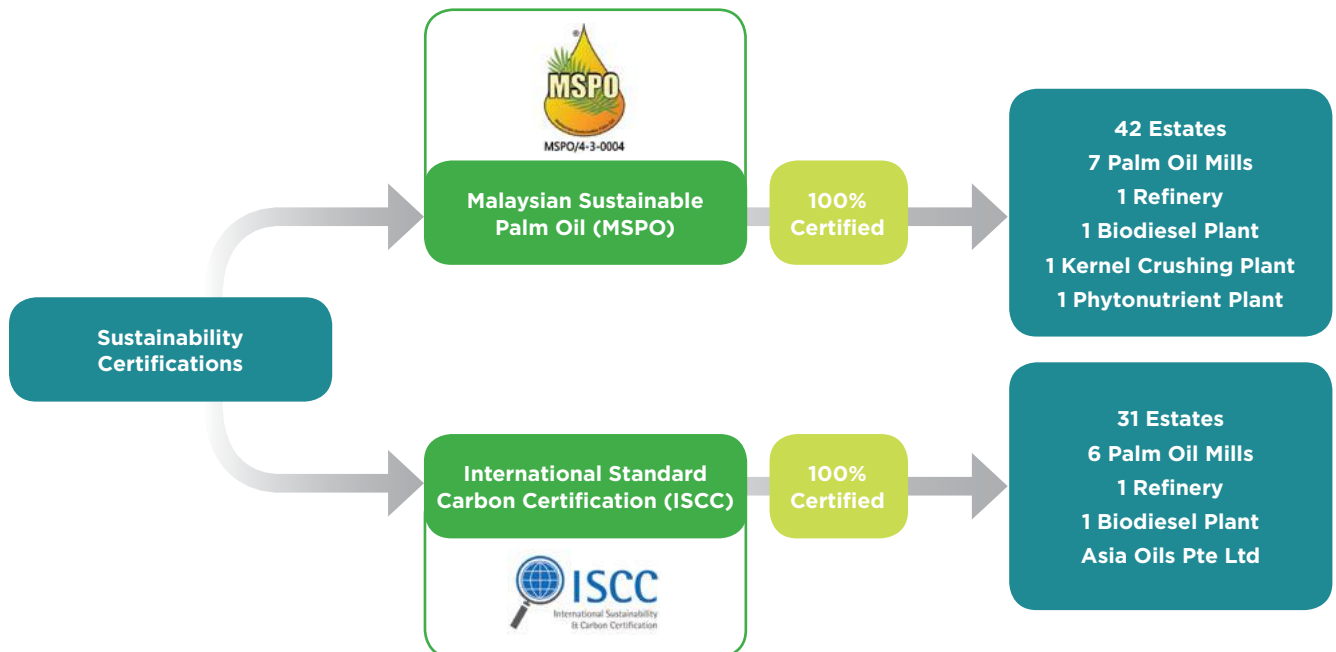 ®
MSPO
MSPO/4-3-0004
Malaysian Sustainable
Palm Oil (MSPO)
100%
Certified
42 Estates
7 Palm Oil Mills
1 Refinery
1 Biodiesel Plant
1 Kernel Crushing Plant
1 Phytonutrient Plant
Sustainability
Certifications
International Standard
Carbon Certification (ISCC)
100%
Certified
31 Estates
6 Palm Oil Mills
1 Refinery
1 Biodiesel Plant
Asia Oils Pte Ltd
ISCC
International Sustainability
& Carbon Certification